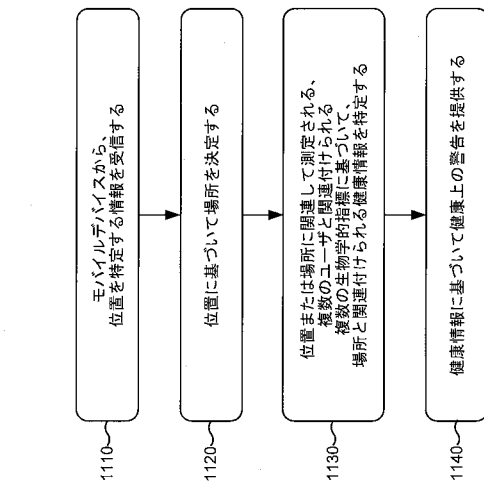 1110
モバイルデバイスから、
位置を特定する情報を受信する
1120
位置に基づいて場所を決定する
1130
位置または場所に関連して測定される、
複数のユーザと関連付けられる
複数の生物学的指標に基づいて、
場所と関連付けられる健康情報を特定する
1140
健康情報に基づいて健康上の警告を提供する